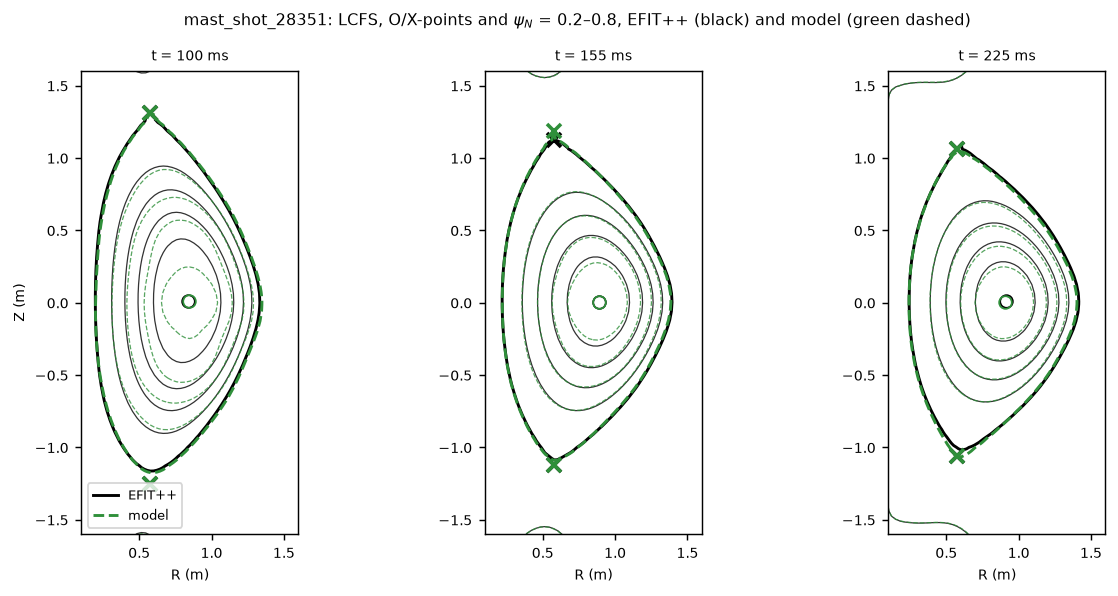 mast_shot_28351: LCFS, O/X-points and ψ_N = 0.2–0.8, EFIT++ (black) and model (green dashed)
t = 100 ms
t = 155 ms
t = 225 ms
Z (m)
1.5
1.0
0.5
0.0
−0.5
−1.0
−1.5
0.5 1.0 1.5
R (m)
EFIT++
model
1.5
1.0
0.5
0.0
−0.5
−1.0
−1.5
0.5 1.0 1.5
R (m)
1.5
1.0
0.5
0.0
−0.5
−1.0
−1.5
0.5 1.0 1.5
R (m)